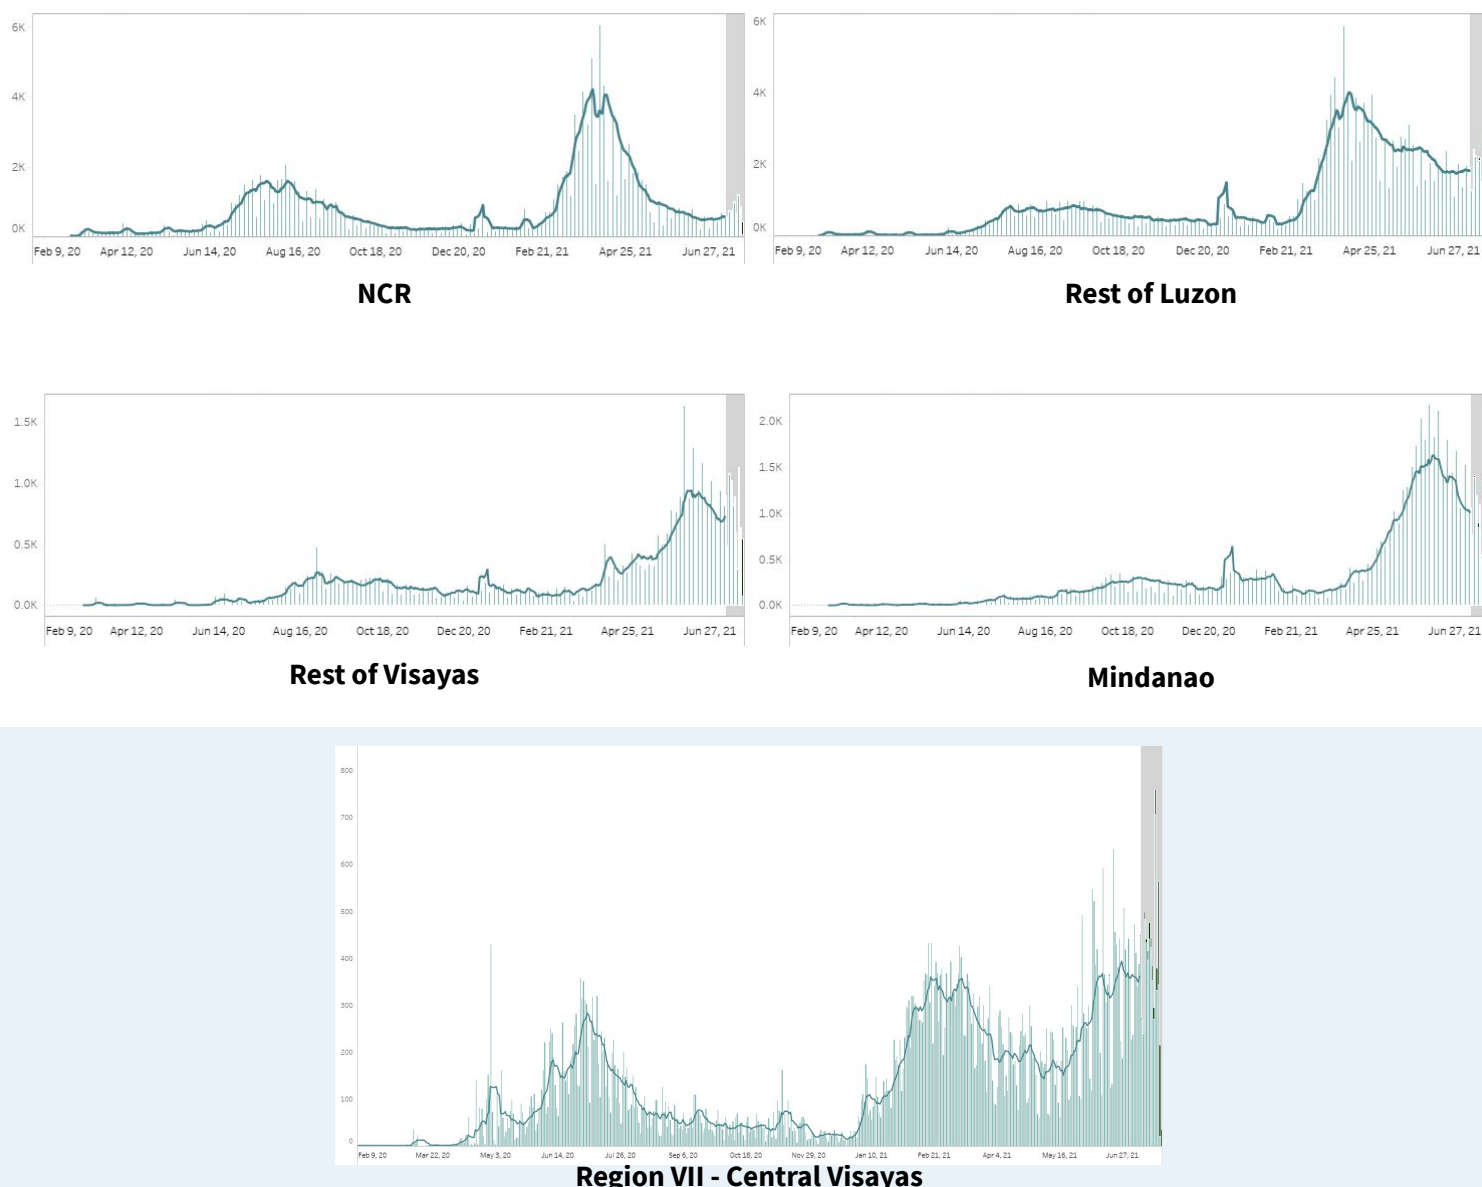 6K
4K
2K
0K
Feb 9, 20 Apr 12, 20 Jun 14, 20 Aug 16, 20 Oct 18, 20 Dec 20, 20 Feb 21, 21 Apr 25, 21 Jun 27, 21
NCR
6K
4K
2K
0K
Feb 9, 20 Apr 12, 20 Jun 14, 20 Aug 16, 20 Oct 18, 20 Dec 20, 20 Feb 21, 21 Apr 25, 21 Jun 27, 21
Rest of Luzon
1.5K
1.0K
0.5K
0.0K
Feb 9, 20 Apr 12, 20 Jun 14, 20 Aug 16, 20 Oct 18, 20 Dec 20, 20 Feb 21, 21 Apr 25, 21 Jun 27, 21
Rest of Visayas
2.0K
1.5K
1.0K
0.5K
0.0K
Feb 9, 20 Apr 12, 20 Jun 14, 20 Aug 16, 20 Oct 18, 20 Dec 20, 20 Feb 21, 21 Apr 25, 21 Jun 27, 21
Mindanao
800
700
600
500
400
300
200
100
0
Feb 9, 20 Mar 22, 20 May 3, 20 Jun 14, 20 Jul 26, 20 Sep 6, 20 Oct 18, 20 Nov 29, 20 Jan 10, 21 Feb 21, 21 Apr 4, 21 May 16, 21 Jun 27, 21
Region VII - Central Visayas